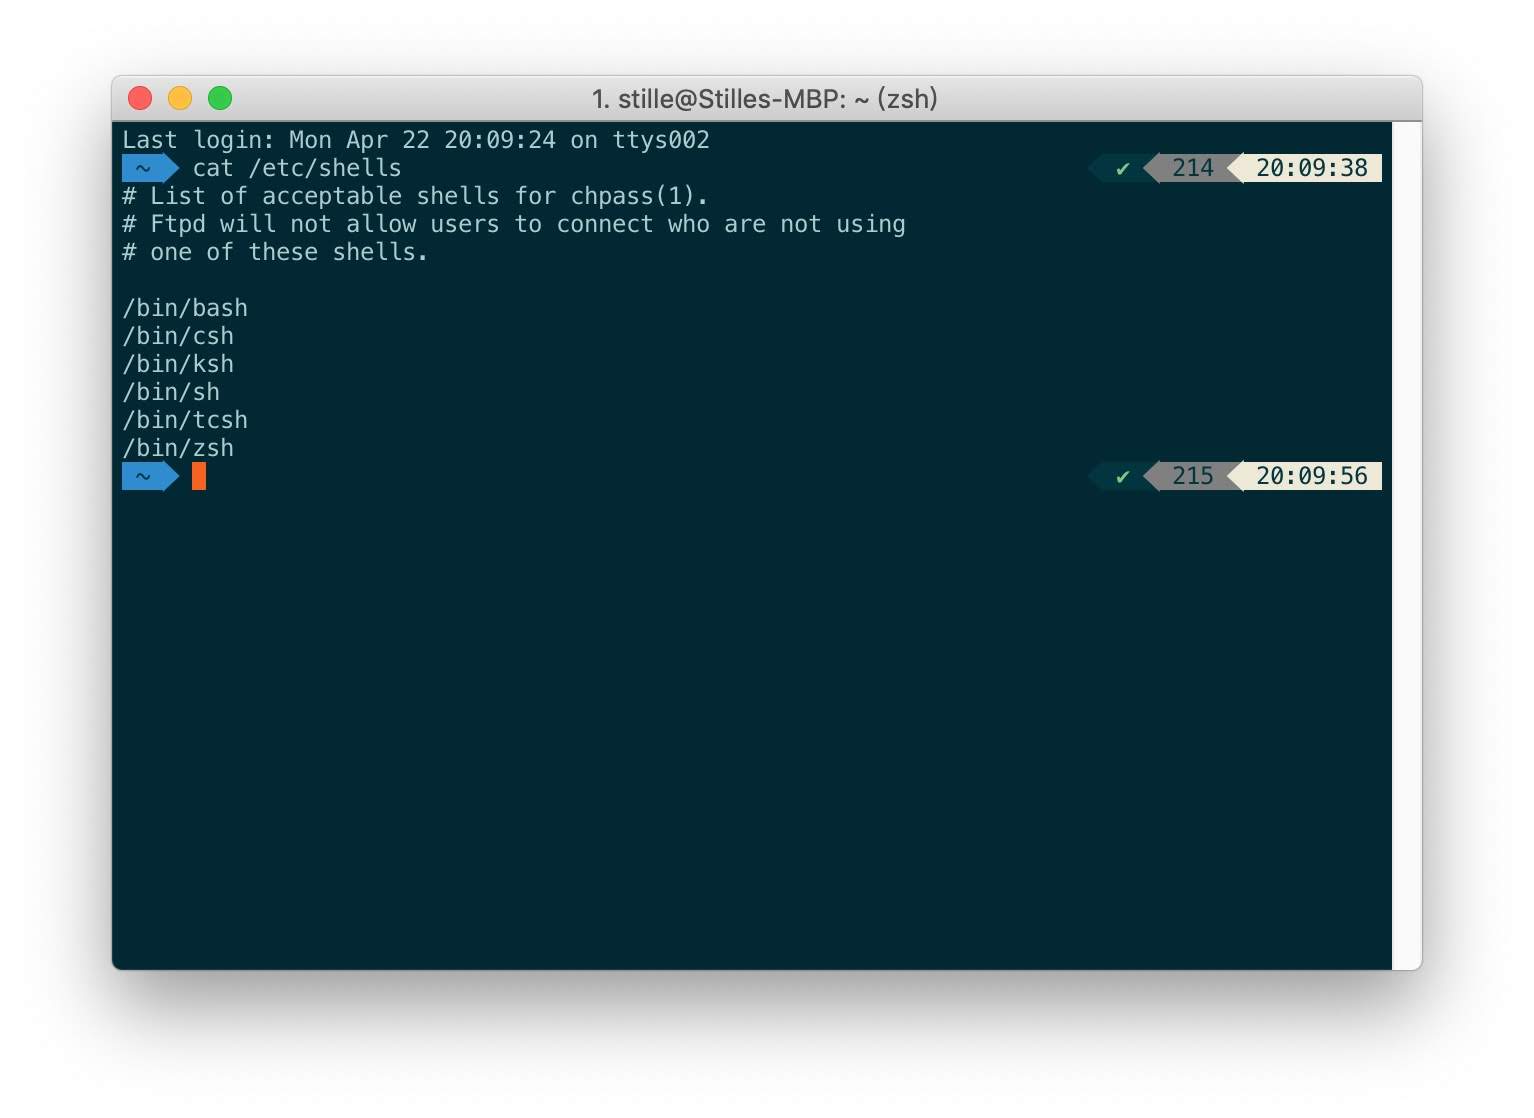 1. stille@Stilles-MBP: ~ (zsh)
Last login: Mon Apr 22 20:09:24 on ttys002
~ cat /etc/shells ✔ 214 20:09:38
# List of acceptable shells for chpass(1).
# Ftpd will not allow users to connect who are not using
# one of these shells.
/bin/bash
/bin/csh
/bin/ksh
/bin/sh
/bin/tcsh
/bin/zsh
~ ✔ 215 20:09:56